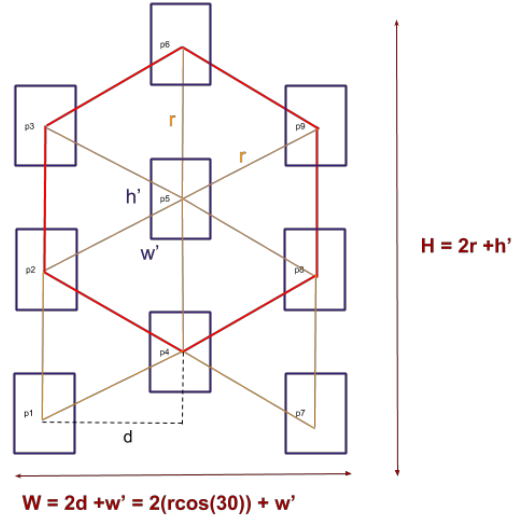 p6
r
p3
p9
r
h’
p5
w’
H = 2r +h’
p2
p8
p4
p1
p7
d
W = 2d +w’ = 2(rcos(30)) + w’